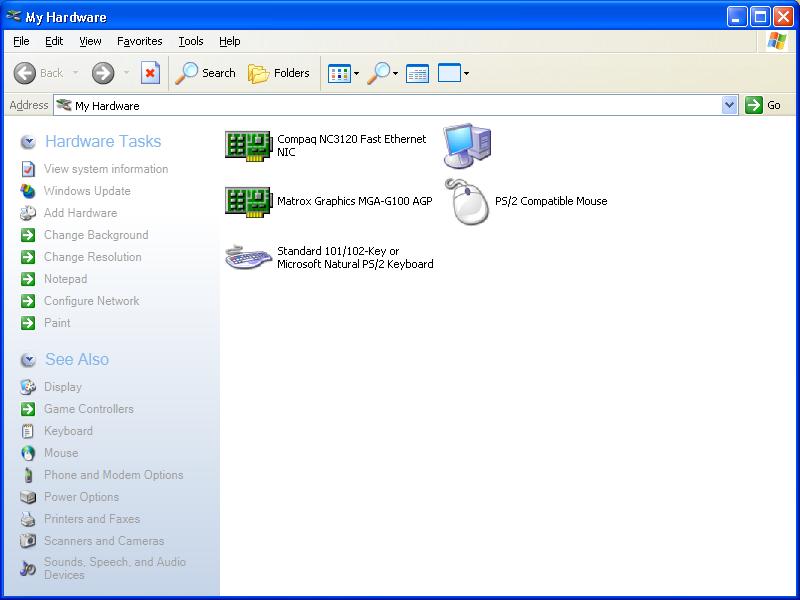 My Hardware
File Edit View Favorites Tools Help
Back Search Folders
Address My Hardware Go
Hardware Tasks
View system information
Windows Update
Add Hardware
Change Background
Change Resolution
Notepad
Configure Network
Paint
See Also
Display
Game Controllers
Keyboard
Mouse
Phone and Modem Options
Power Options
Printers and Faxes
Scanners and Cameras
Sounds, Speech, and Audio
Devices
Compaq NC3120 Fast Ethernet
NIC
Matrox Graphics MGA-G100 AGP
PS/2 Compatible Mouse
Standard 101/102-Key or
Microsoft Natural PS/2 Keyboard